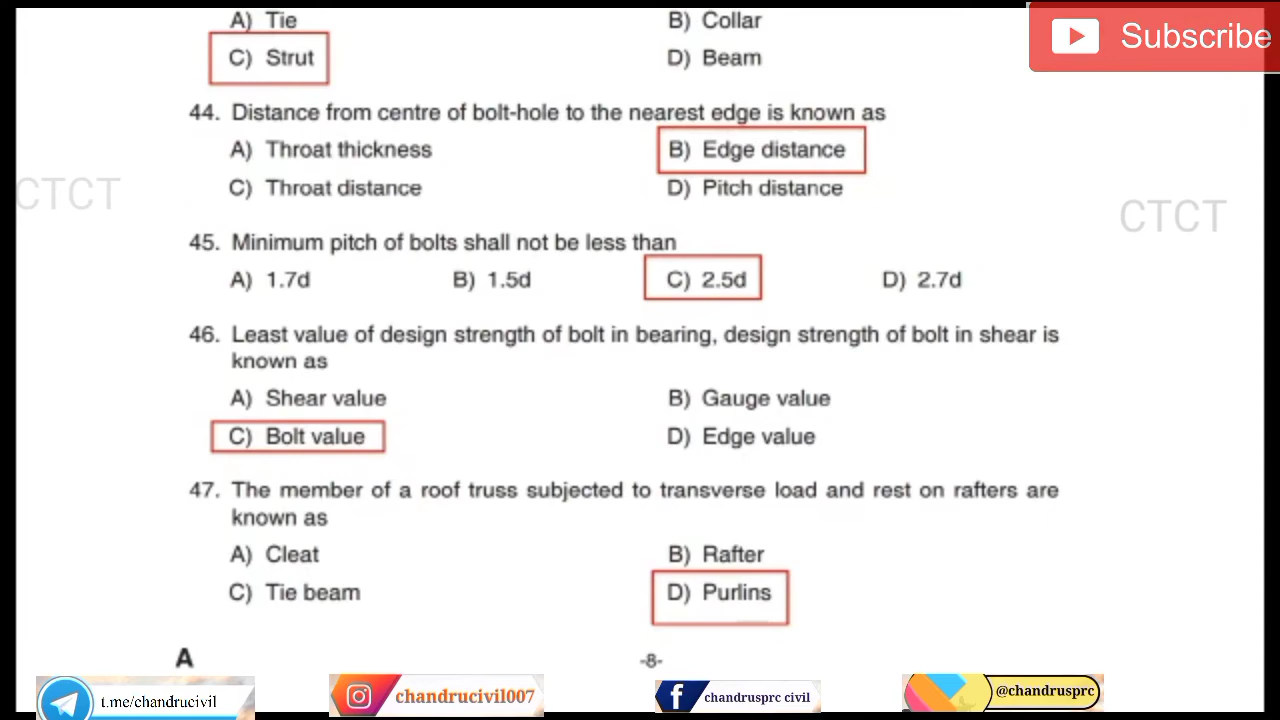 A) Tie B) Collar
Subscribe
C) Strut D) Beam
44. Distance from centre of bolt-hole to the nearest edge is known as
A) Throat thickness B) Edge distance
C) Throat distance D) Pitch distance
CTCT
CTCT
45. Minimum pitch of bolts shall not be less than
A) 1.7d B) 1.5d C) 2.5d D) 2.7d
46. Least value of design strength of bolt in bearing, design strength of bolt in shear is
known as
A) Shear value B) Gauge value
C) Bolt value D) Edge value
47. The member of a roof truss subjected to transverse load and rest on rafters are
known as
A) Cleat B) Rafter
C) Tie beam D) Purlins
A -8-
t.me/chandrucivil chandrucivil007 chandrusprc civil @chandrusprc